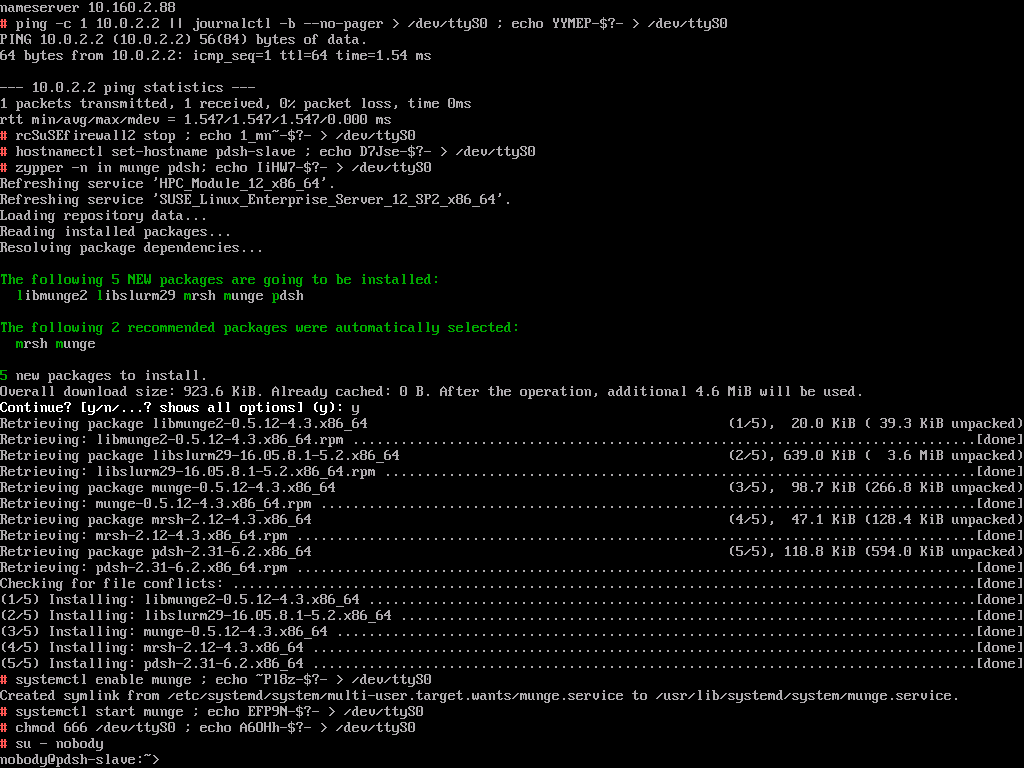 nameserver 10.160.2.88
# ping -c 1 10.0.2.2 || journalctl -b --no-pager > /dev/ttyS0 ; echo YYMEP-$?- > /dev/ttyS0
PING 10.0.2.2 (10.0.2.2) 56(84) bytes of data.
64 bytes from 10.0.2.2: icmp_seq=1 ttl=64 time=1.54 ms

--- 10.0.2.2 ping statistics ---
1 packets transmitted, 1 received, 0% packet loss, time 0ms
rtt min/avg/max/mdev = 1.547/1.547/1.547/0.000 ms
# rcSuSEfirewall2 stop ; echo 1_mn~-$?- > /dev/ttyS0
# hostnamectl set-hostname pdsh-slave ; echo D7Jse-$?- > /dev/ttyS0
# zypper -n in munge pdsh; echo IiHW7-$?- > /dev/ttyS0
Refreshing service 'HPC_Module_12_x86_64'.
Refreshing service 'SUSE_Linux_Enterprise_Server_12_SP2_x86_64'.
Loading repository data...
Reading installed packages...
Resolving package dependencies...

The following 5 NEW packages are going to be installed:
  libmunge2 libslurm29 mrsh munge pdsh

The following 2 recommended packages were automatically selected:
  mrsh munge

5 new packages to install.
Overall download size: 923.6 KiB. Already cached: 0 B. After the operation, additional 4.6 MiB will be used.
Continue? [y/n/...? shows all options] (y): y
Retrieving package libmunge2-0.5.12-4.3.x86_64 (1/5),  20.0 KiB ( 39.3 KiB unpacked)
Retrieving: libmunge2-0.5.12-4.3.x86_64.rpm ...[done]
Retrieving package libslurm29-16.05.8.1-5.2.x86_64 (2/5), 639.0 KiB (  3.6 MiB unpacked)
Retrieving: libslurm29-16.05.8.1-5.2.x86_64.rpm ...[done]
Retrieving package munge-0.5.12-4.3.x86_64 (3/5),  98.7 KiB (266.8 KiB unpacked)
Retrieving: munge-0.5.12-4.3.x86_64.rpm ...[done]
Retrieving package mrsh-2.12-4.3.x86_64 (4/5),  47.1 KiB (128.4 KiB unpacked)
Retrieving: mrsh-2.12-4.3.x86_64.rpm ...[done]
Retrieving package pdsh-2.31-6.2.x86_64 (5/5), 118.8 KiB (594.0 KiB unpacked)
Retrieving: pdsh-2.31-6.2.x86_64.rpm ...[done]
Checking for file conflicts: ...[done]
(1/5) Installing: libmunge2-0.5.12-4.3.x86_64 ...[done]
(2/5) Installing: libslurm29-16.05.8.1-5.2.x86_64 ...[done]
(3/5) Installing: munge-0.5.12-4.3.x86_64 ...[done]
(4/5) Installing: mrsh-2.12-4.3.x86_64 ...[done]
(5/5) Installing: pdsh-2.31-6.2.x86_64 ...[done]
# systemctl enable munge ; echo ~Pl8z-$?- > /dev/ttyS0
Created symlink from /etc/systemd/system/multi-user.target.wants/munge.service to /usr/lib/systemd/system/munge.service.
# systemctl start munge ; echo EFP9N-$?- > /dev/ttyS0
# chmod 666 /dev/ttyS0 ; echo A6OHh-$?- > /dev/ttyS0
# su - nobody
nobody@pdsh-slave:~>